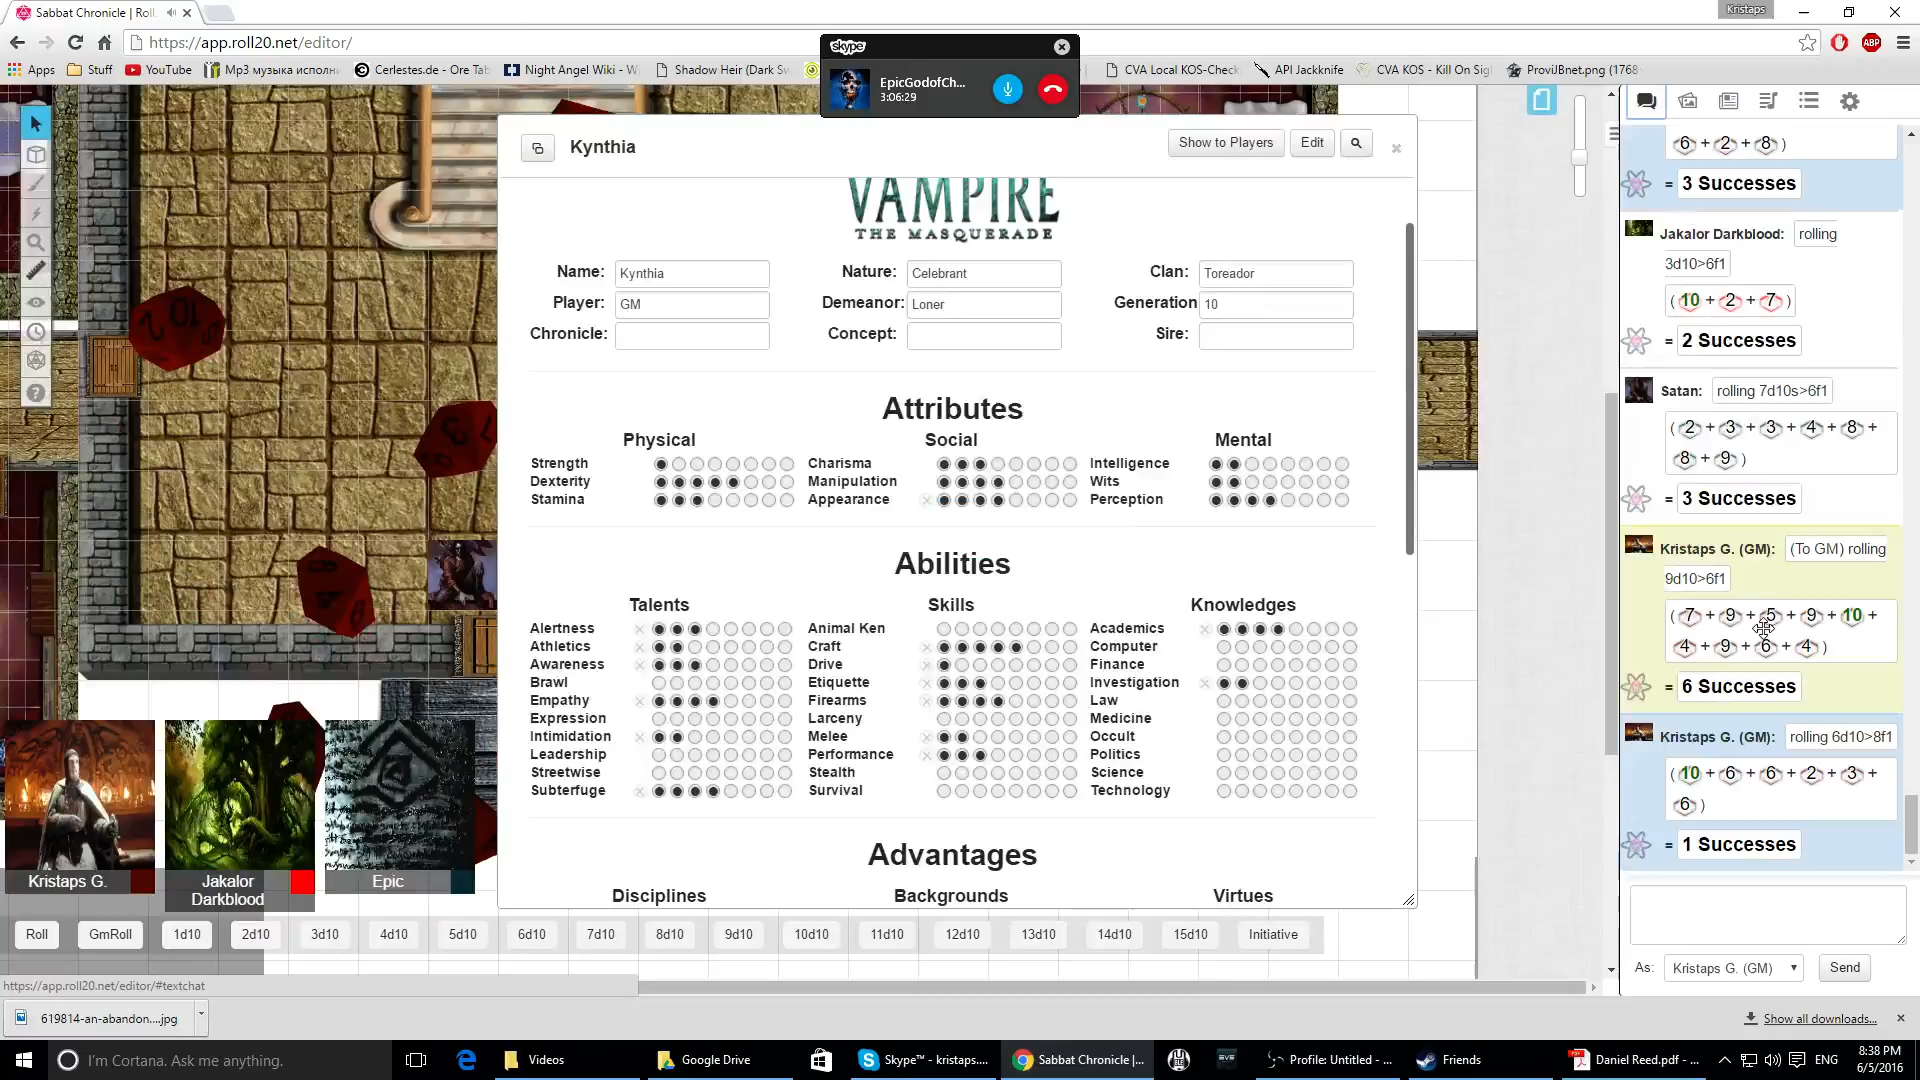 Sabbat Chronicle | Roll
Kristaps
https://app.roll20.net/editor/
ABP
Apps
Stuff
YouTube
Mp3 музыка исполн
Cerlestes.de - Ore Tab
Night Angel Wiki - W
Shadow Heir (Dark Sw
CVA Local KOS-Check
API Jackknife
CVA KOS - Kill On Sigh
ProviJBnet.png (1768
skype
EpicGodofCh...
3:06:29
Kynthia
Show to Players
Edit
VAMPIRE
THE MASQUERADE
Name: Kynthia
Nature: Celebrant
Clan: Toreador
Player: GM
Demeanor: Loner
Generation 10
Chronicle:
Concept:
Sire:
Attributes
Physical
Social
Mental
Strength
Charisma
Intelligence
Dexterity
Manipulation
Wits
Stamina
Appearance
Perception
Abilities
Talents
Skills
Knowledges
Alertness
Animal Ken
Academics
Athletics
Craft
Computer
Awareness
Drive
Finance
Brawl
Etiquette
Investigation
Empathy
Firearms
Law
Expression
Larceny
Medicine
Intimidation
Melee
Occult
Leadership
Performance
Politics
Streetwise
Stealth
Science
Subterfuge
Survival
Technology
Advantages
Disciplines
Backgrounds
Virtues
6 + 2 + 8 )
= 3 Successes
Jakalor Darkblood: rolling
3d10>6f1
( 10 + 2 + 7 )
= 2 Successes
Satan: rolling 7d10s>6f1
( 2 + 3 + 3 + 4 + 8 +
8 + 9 )
= 3 Successes
Kristaps G. (GM): (To GM) rolling
9d10>6f1
( 7 + 9 + 5 + 9 + 10 +
4 + 9 + 6 + 4 )
= 6 Successes
Kristaps G. (GM): rolling 6d10>8f1
( 10 + 6 + 6 + 2 + 3 +
6 )
= 1 Successes
As: Kristaps G. (GM)
Send
Kristaps G.
Jakalor
Darkblood
Epic
Roll
GmRoll
1d10
2d10
3d10
4d10
5d10
6d10
7d10
8d10
9d10
10d10
11d10
12d10
13d10
14d10
15d10
Initiative
https://app.roll20.net/editor/#textchat
619814-an-abandon....jpg
Show all downloads...
I'm Cortana. Ask me anything.
Videos
Google Drive
Skype™ - kristaps....
Sabbat Chronicle |...
EVE
Profile: Untitled - ...
Friends
Daniel Reed.pdf - ...
ENG
8:38 PM
6/5/2016